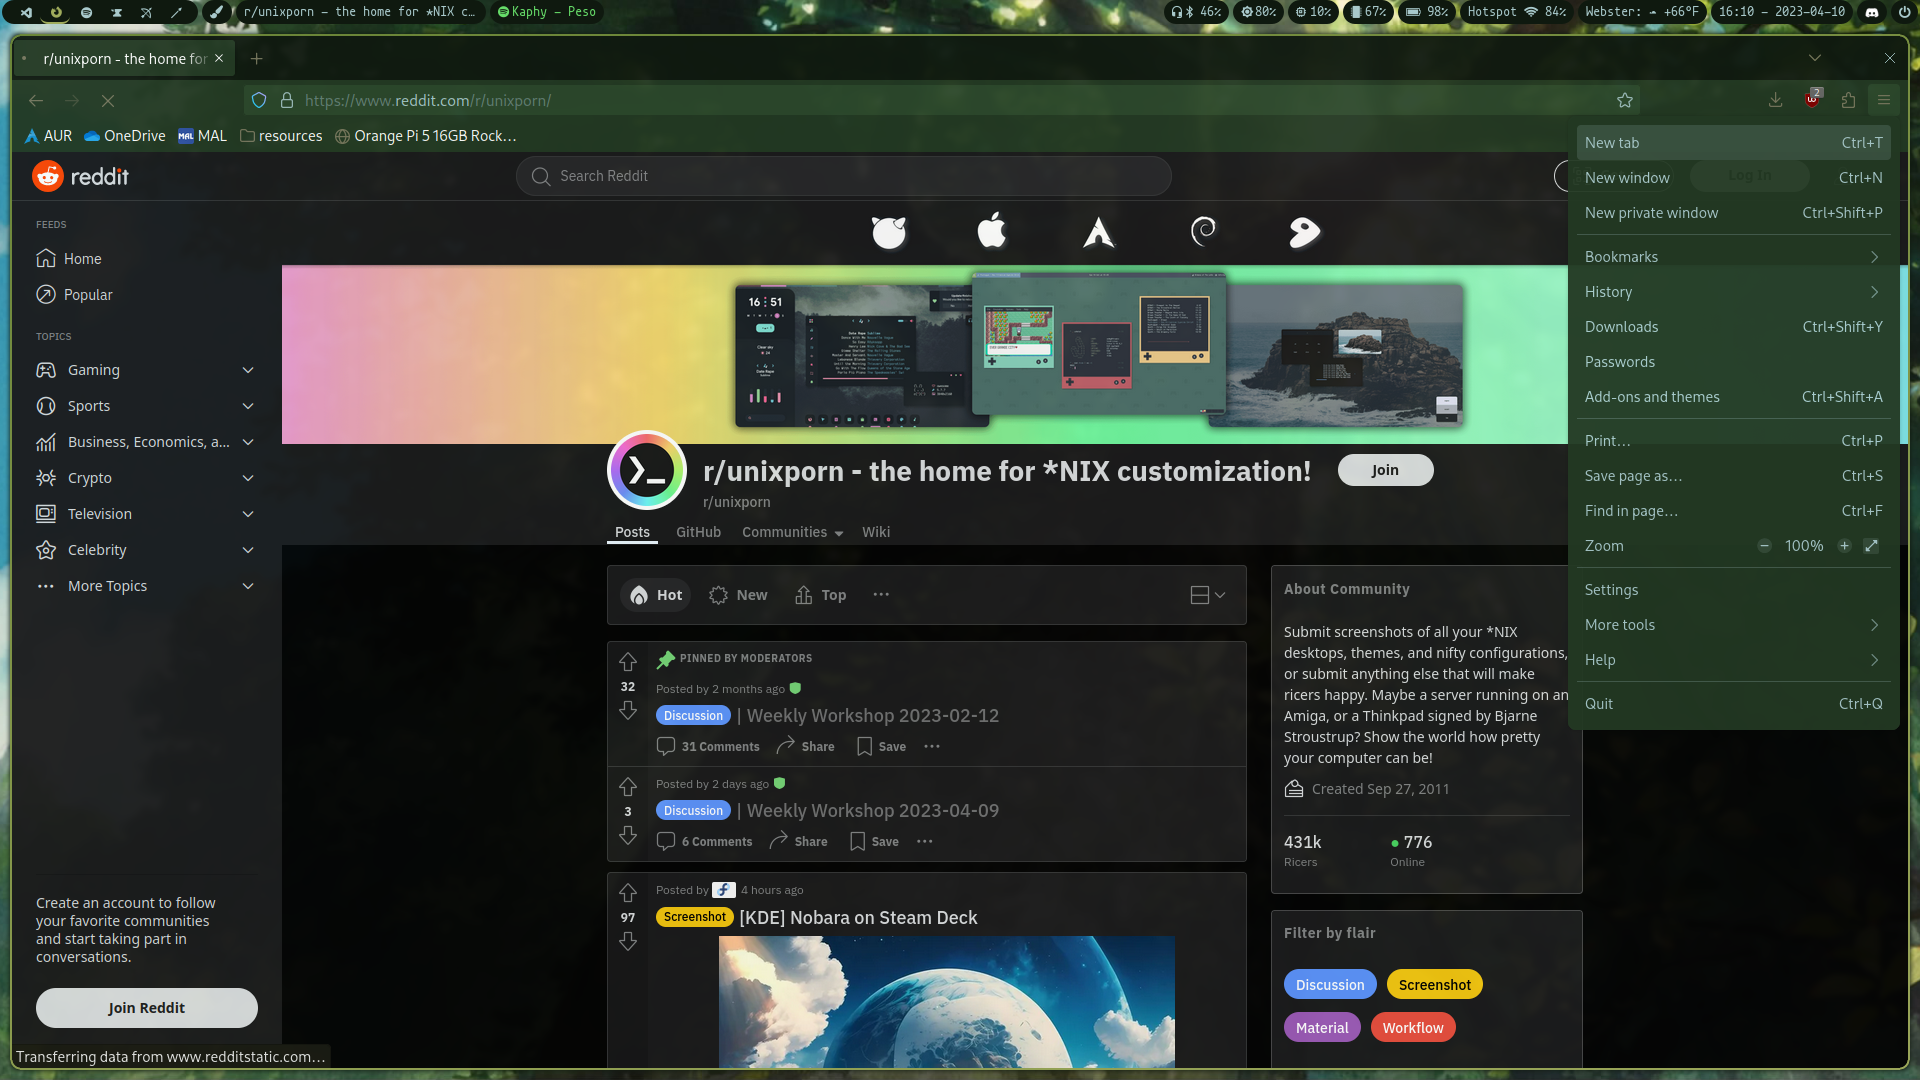 r/unixporn – the home for *NIX c…
Kaphy – Peso
46%
80%
10%
67%
98%
Hotspot 84%
Webster: +66°F
16:10 – 2023-04-10
r/unixporn - the home for
https://www.reddit.com/r/unixporn/
2
AUR
OneDrive
MAL MAL
resources
Orange Pi 5 16GB Rock…
reddit
Search Reddit
Log In
FEEDS
Home
Popular
TOPICS
Gaming
Sports
Business, Economics, a...
Crypto
Television
Celebrity
More Topics
Create an account to follow
your favorite communities
and start taking part in
conversations.
Join Reddit
Transferring data from www.redditstatic.com…
16:51
r/unixporn - the home for *NIX customization!
Join
r/unixporn
Posts
GitHub
Communities
Wiki
Hot
New
Top
PINNED BY MODERATORS
32
Posted by 2 months ago
Discussion | Weekly Workshop 2023-02-12
31 Comments
Share
Save
Posted by 2 days ago
3
Discussion | Weekly Workshop 2023-04-09
6 Comments
Share
Save
Posted by 4 hours ago
97
Screenshot [KDE] Nobara on Steam Deck
About Community
Submit screenshots of all your *NIX
desktops, themes, and nifty configurations,
or submit anything else that will make
ricers happy. Maybe a server running on an
Amiga, or a Thinkpad signed by Bjarne
Stroustrup? Show the world how pretty
your computer can be!
Created Sep 27, 2011
431k
Ricers
776
Online
Filter by flair
Discussion
Screenshot
Material
Workflow
New tab Ctrl+T
New window Ctrl+N
New private window Ctrl+Shift+P
Bookmarks
History
Downloads Ctrl+Shift+Y
Passwords
Add-ons and themes Ctrl+Shift+A
Print… Ctrl+P
Save page as… Ctrl+S
Find in page… Ctrl+F
Zoom 100%
Settings
More tools
Help
Quit Ctrl+Q